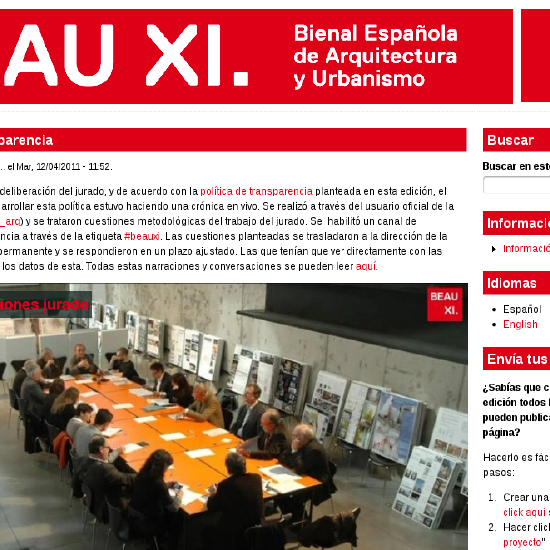 EAU XI.
Bienal Española
de Arquitectura
y Urbanismo
parencia
el Mar, 12/04/2011 - 11:52.
deliberación del jurado, y de acuerdo con la política de transparencia planteada en esta edición, el
arrollar esta política estuvo haciendo una crónica en vivo. Se realizó a través del usuario oficial de la
_arq) y se trataron cuestiones metodológicas del trabajo del jurado. Se habilitó un canal de
ncia a través de la etiqueta #beauxi. Las cuestiones planteadas se trasladaron a la dirección de la
permanente y se respondieron en un plazo ajustado. Las que tenían que ver directamente con las
los datos de esta. Todas estas narraciones y conversaciones se pueden leer aquí.
iones jurado
BEAU
XI.
Buscar
Buscar en este
Informació
Informació
Idiomas
Español
English
Envía tus
¿Sabías que
edición todos
pueden public
página?
Hacerlo es fác
pasos:
1. Crear una
click aquí
2. Hacer click
proyecto"